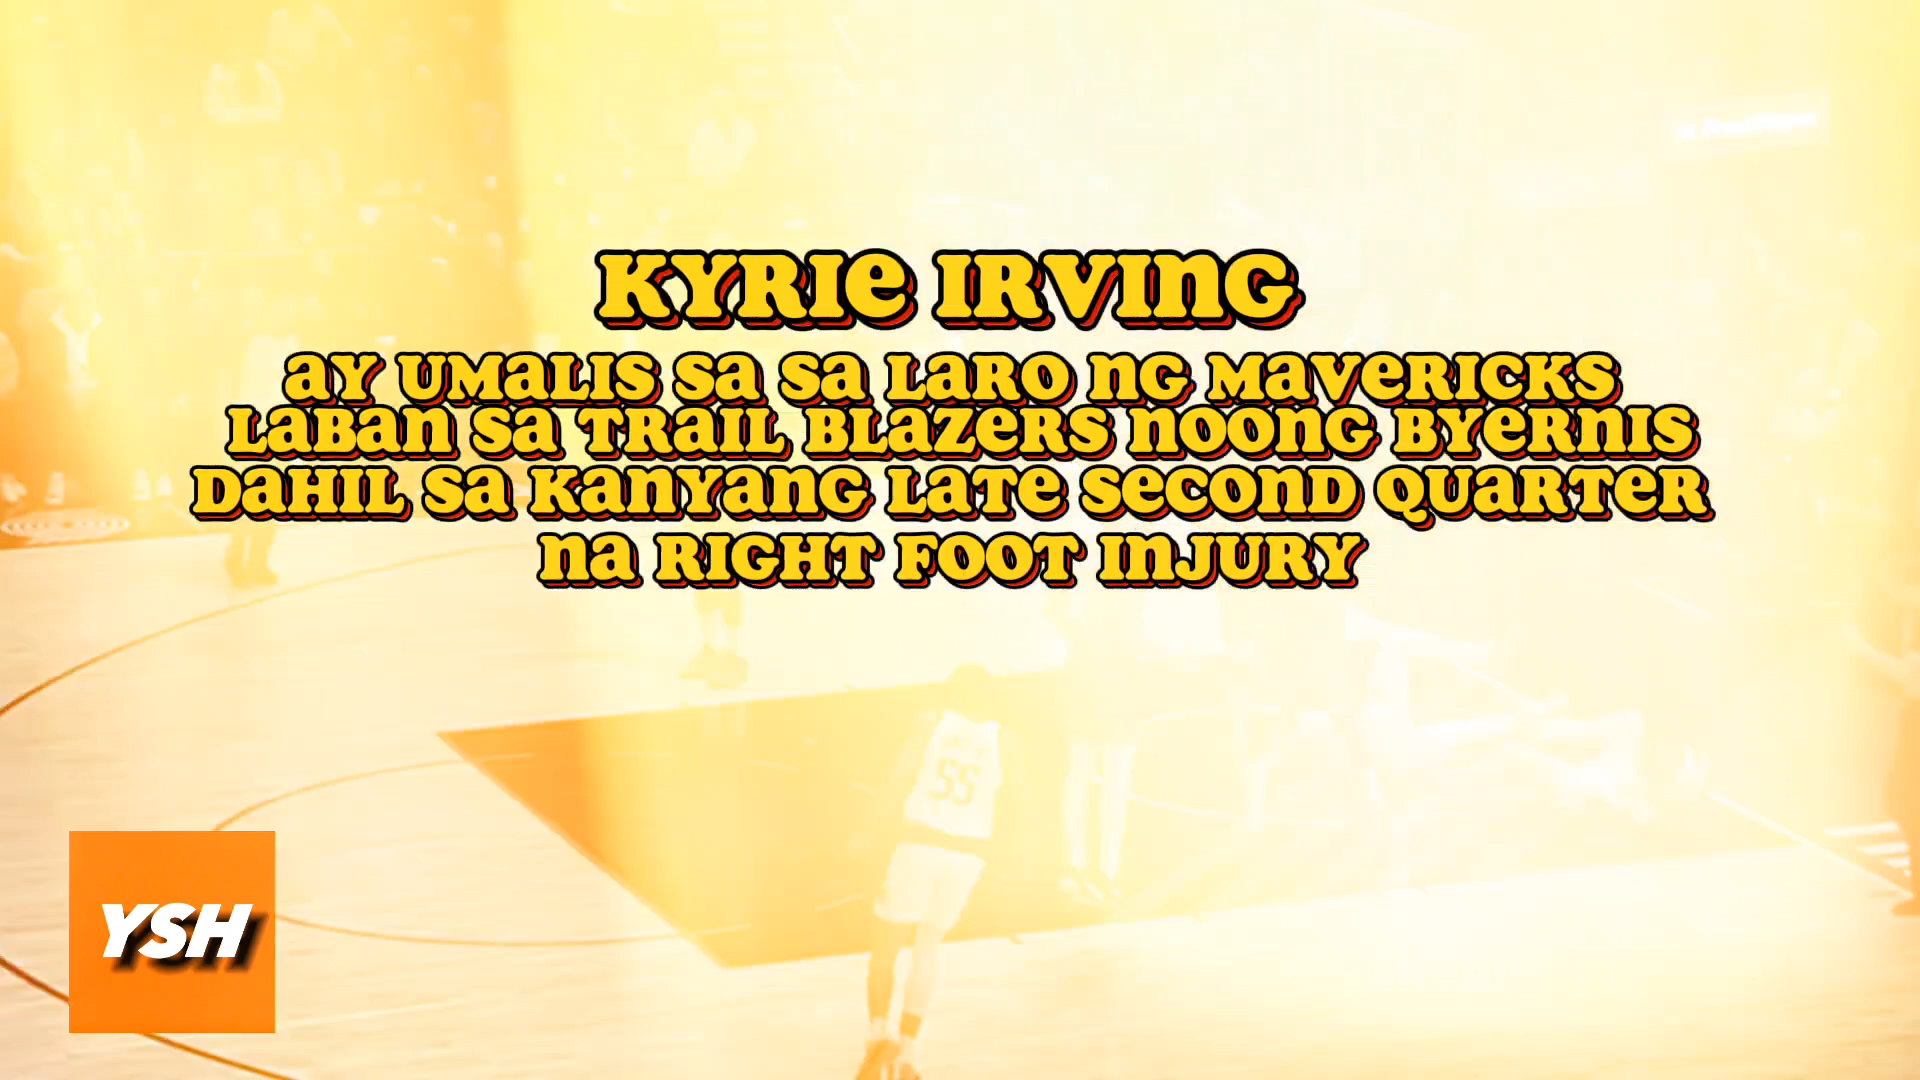 KYRIE IRVING
AY UMALIS SA SA LARO NG MAVERICKS
LABAN SA TRAIL BLAZERS NOONG BYERNIS
DAHIL SA KANYANG LATE SECOND QUARTER
NA RIGHT FOOT INJURY
55
YSH